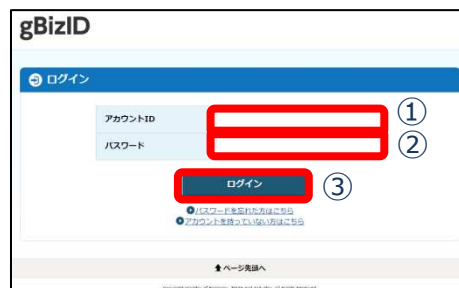 gBizID
ログイン
アカウントID ①
パスワード ②
ログイン ③
パスワードを忘れた方はこちら
アカウントを持っていない方はこちら
ページ先頭へ